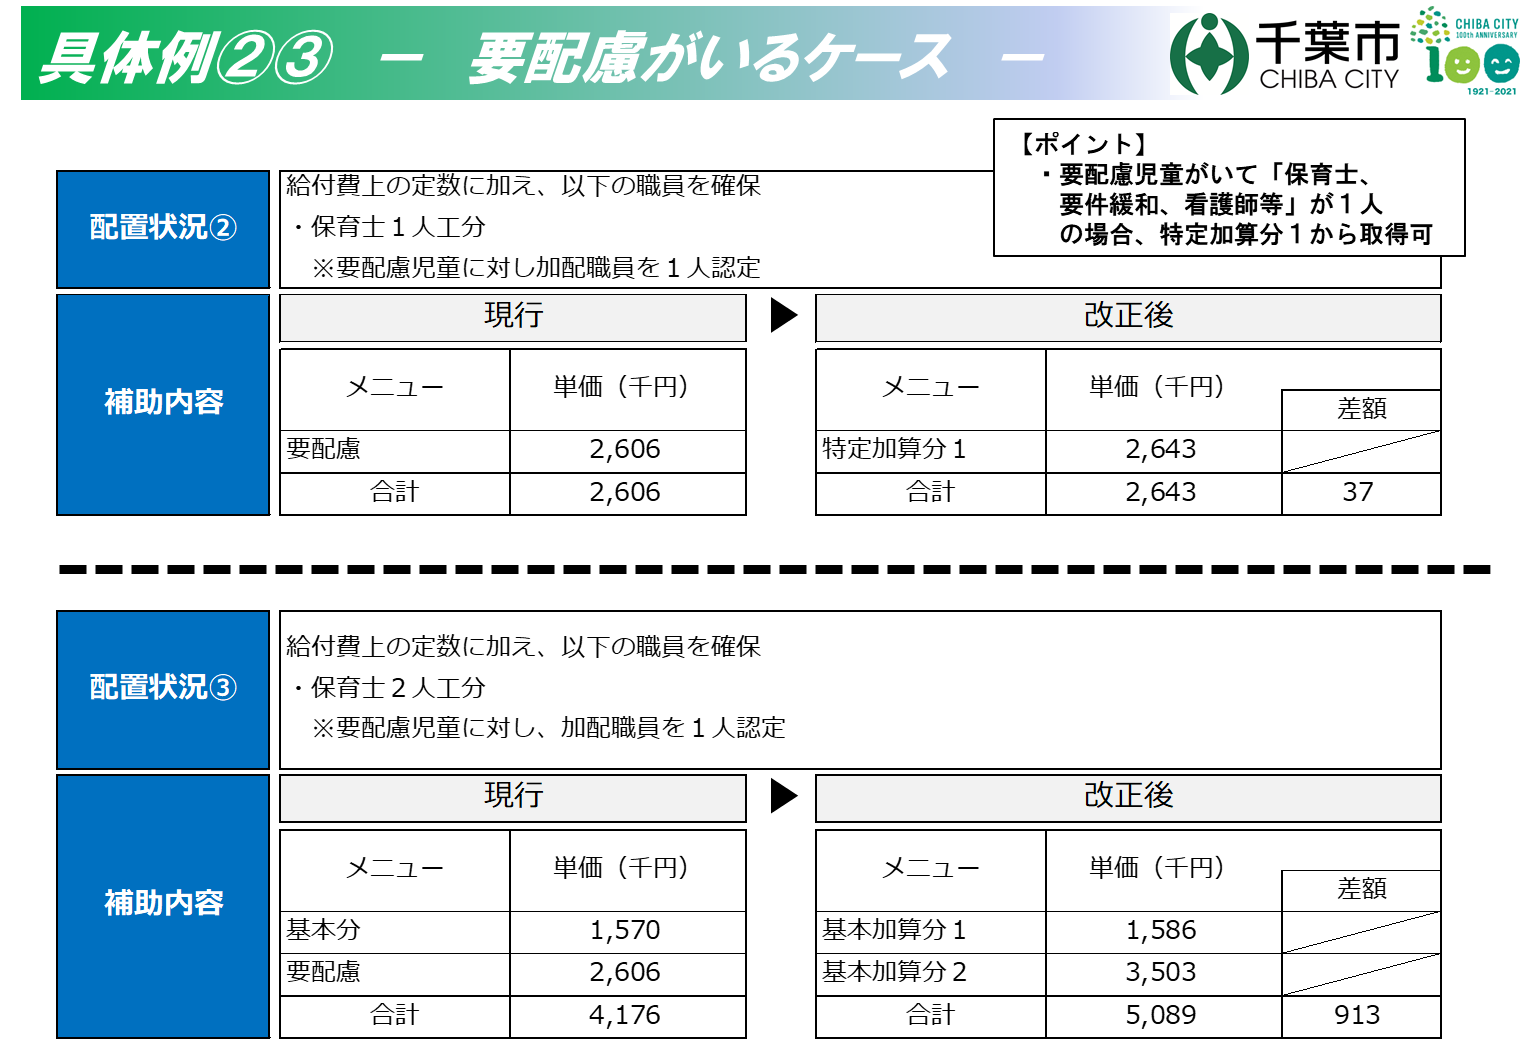 具体例②③　－　要配慮がいるケース　－
千葉市
CHIBA CITY
CHIBA CITY
100th ANNIVERSARY
100
1921-2021
【ポイント】
・要配慮児童がいて「保育士、
要件緩和、看護師等」が１人
の場合、特定加算分１から取得可
配置状況②
給付費上の定数に加え、以下の職員を確保
・保育士１人工分
※要配慮児童に対し加配職員を１人認定
補助内容
現行
▶
改正後
メニュー 単価（千円）
要配慮 2,606
合計 2,606
メニュー 単価（千円） 差額
特定加算分１ 2,643
合計 2,643 37
配置状況③
給付費上の定数に加え、以下の職員を確保
・保育士２人工分
※要配慮児童に対し、加配職員を１人認定
補助内容
現行
▶
改正後
メニュー 単価（千円）
基本分 1,570
要配慮 2,606
合計 4,176
メニュー 単価（千円） 差額
基本加算分１ 1,586
基本加算分２ 3,503
合計 5,089 913